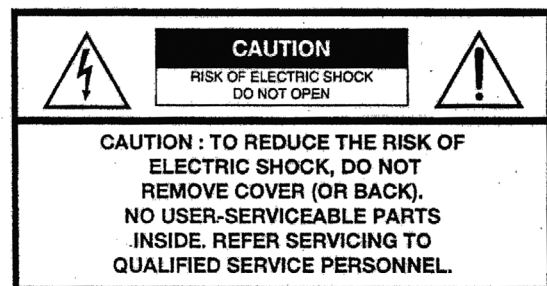 CAUTION
RISK OF ELECTRIC SHOCK
DO NOT OPEN
CAUTION : TO REDUCE THE RISK OF
ELECTRIC SHOCK, DO NOT
REMOVE COVER (OR BACK).
NO USER-SERVICEABLE PARTS
INSIDE. REFER SERVICING TO
QUALIFIED SERVICE PERSONNEL.